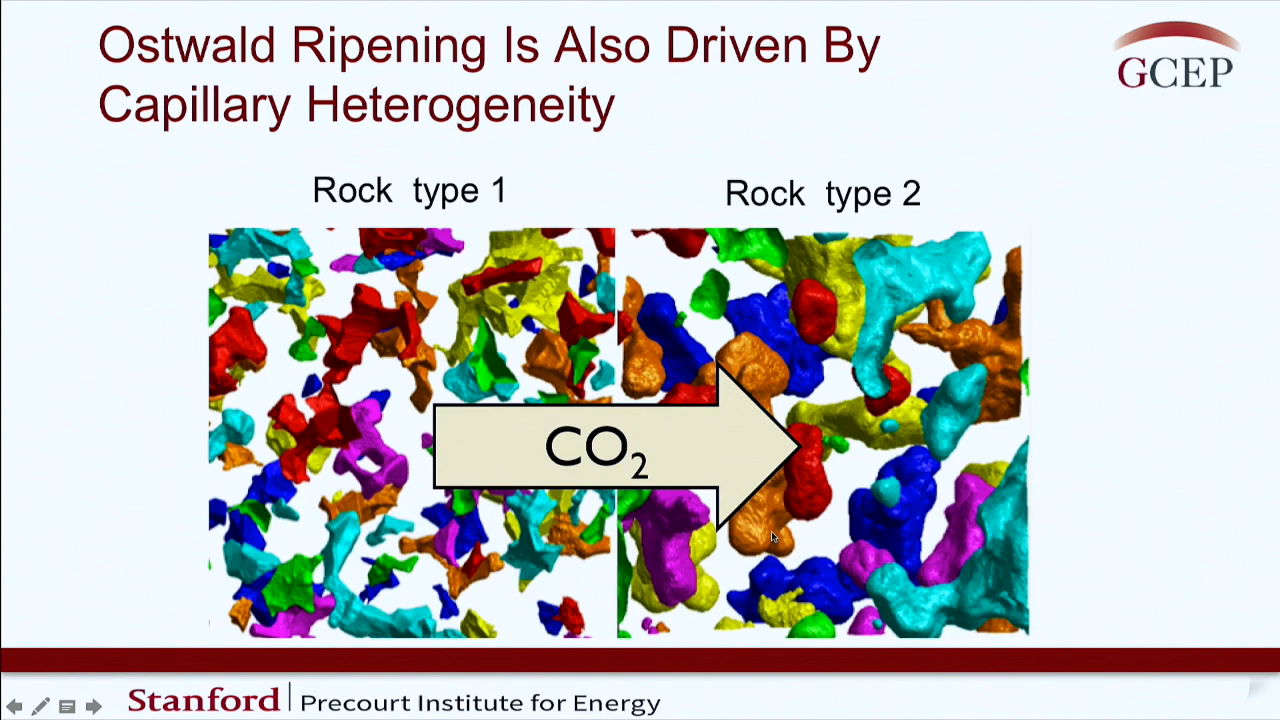 Ostwald Ripening Is Also Driven By
Capillary Heterogeneity
GCEP
Rock type 1
Rock type 2
CO₂
Stanford
Precourt Institute for Energy